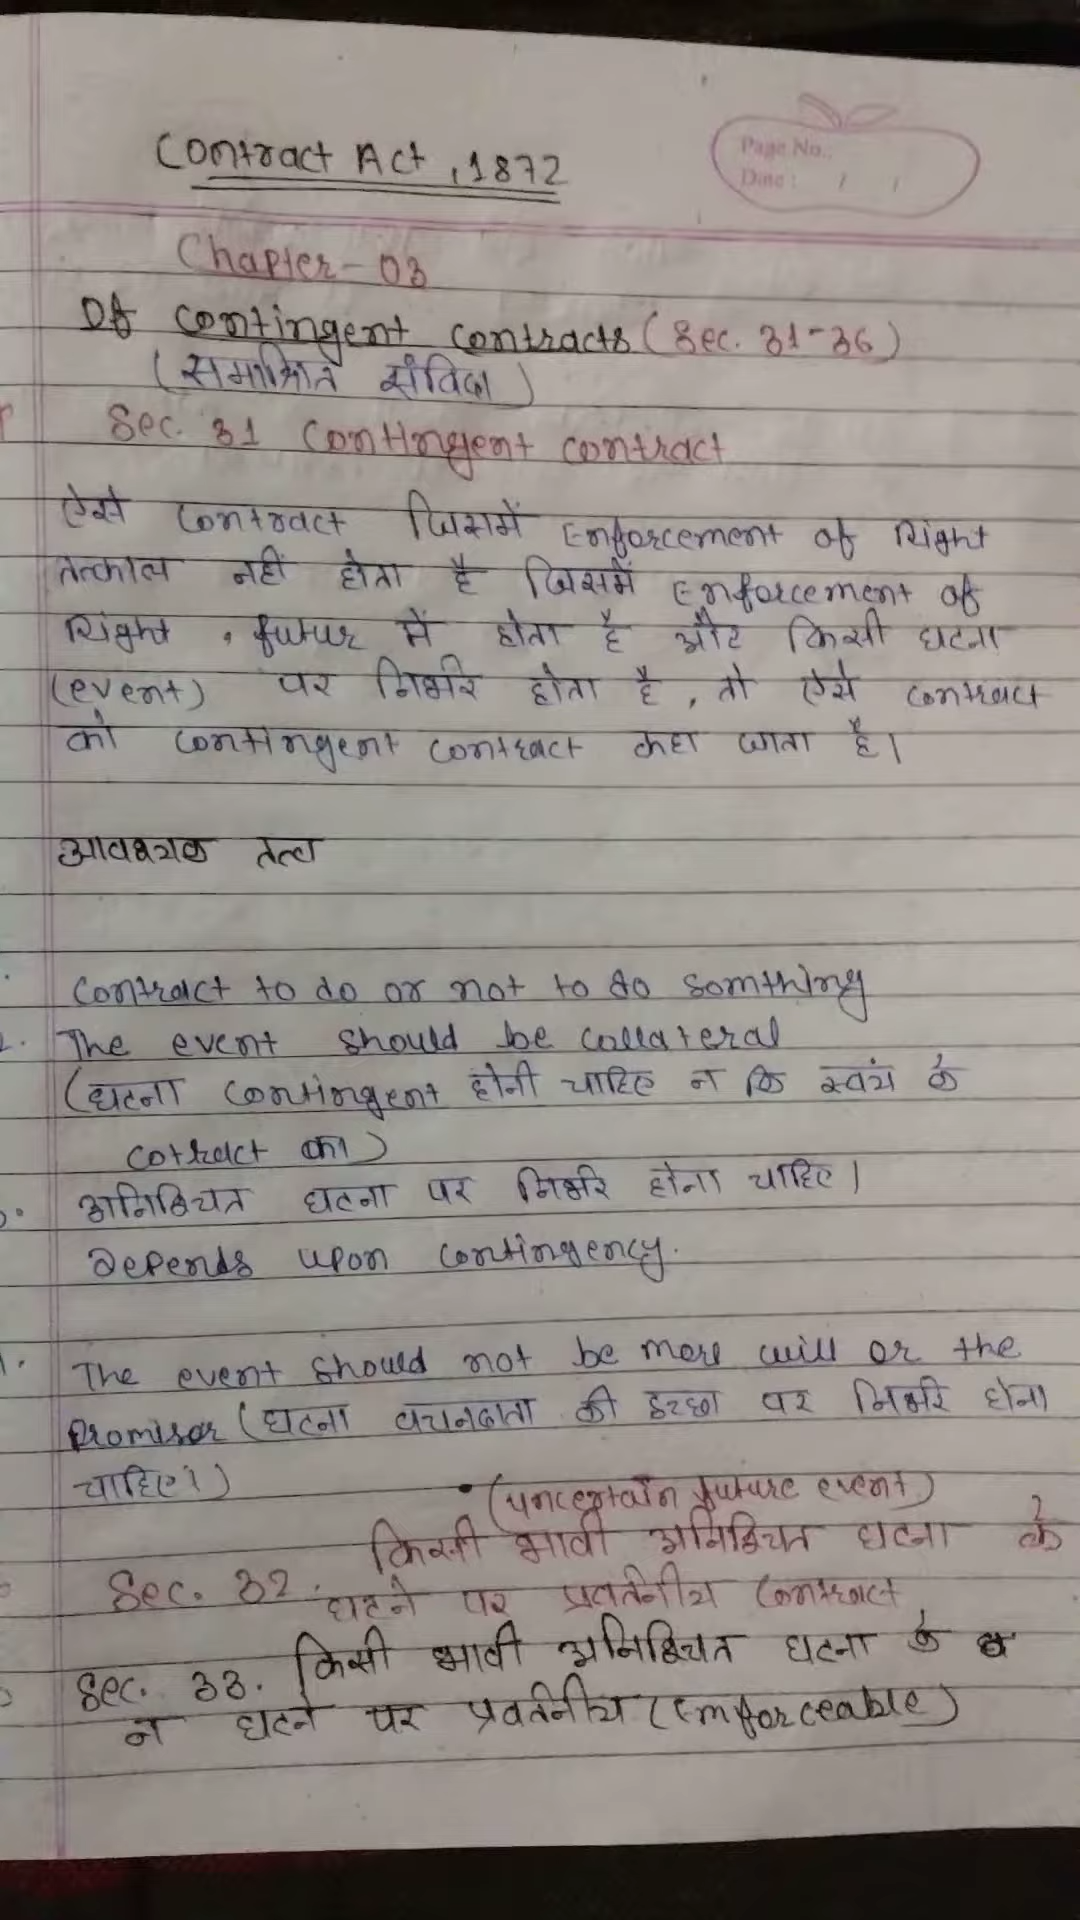 Contract Act, 1872
Page No.:
Date : / /
Chapter-03
Of contingent contracts (Sec. 31-36)
(समाश्रित संविदा)
Sec. 31 Contingent contract
ऐसे contract जिसमें Enforcement of Right
तत्काल नहीं होता है जिसमें Enforcement of
Right, futur में होता है और किसी घटना
(event) पर निर्भर होता है, तो ऐसे contract
को contingent contract कहा जाता है।
आवश्यक तत्व
contract to do or not to do somthing
2. The event should be collateral
(घटना contingent होनी चाहिए न कि स्वयं के
cotract का)
अनिश्चित घटना पर निर्भर होना चाहिए।
Depends upon contingency.
The event should not be mere will or the
Promisor (घटना वचनदाता की इच्छा पर निर्भर होना
चाहिए।)
(uncertain future event)
किसी भावी अनिश्चित घटना के
Sec. 32. घटने पर प्रवर्तनीय contract
Sec. 33. किसी भावी अनिश्चित घटना के
न घटने पर प्रवर्तनीय (Emforceable)